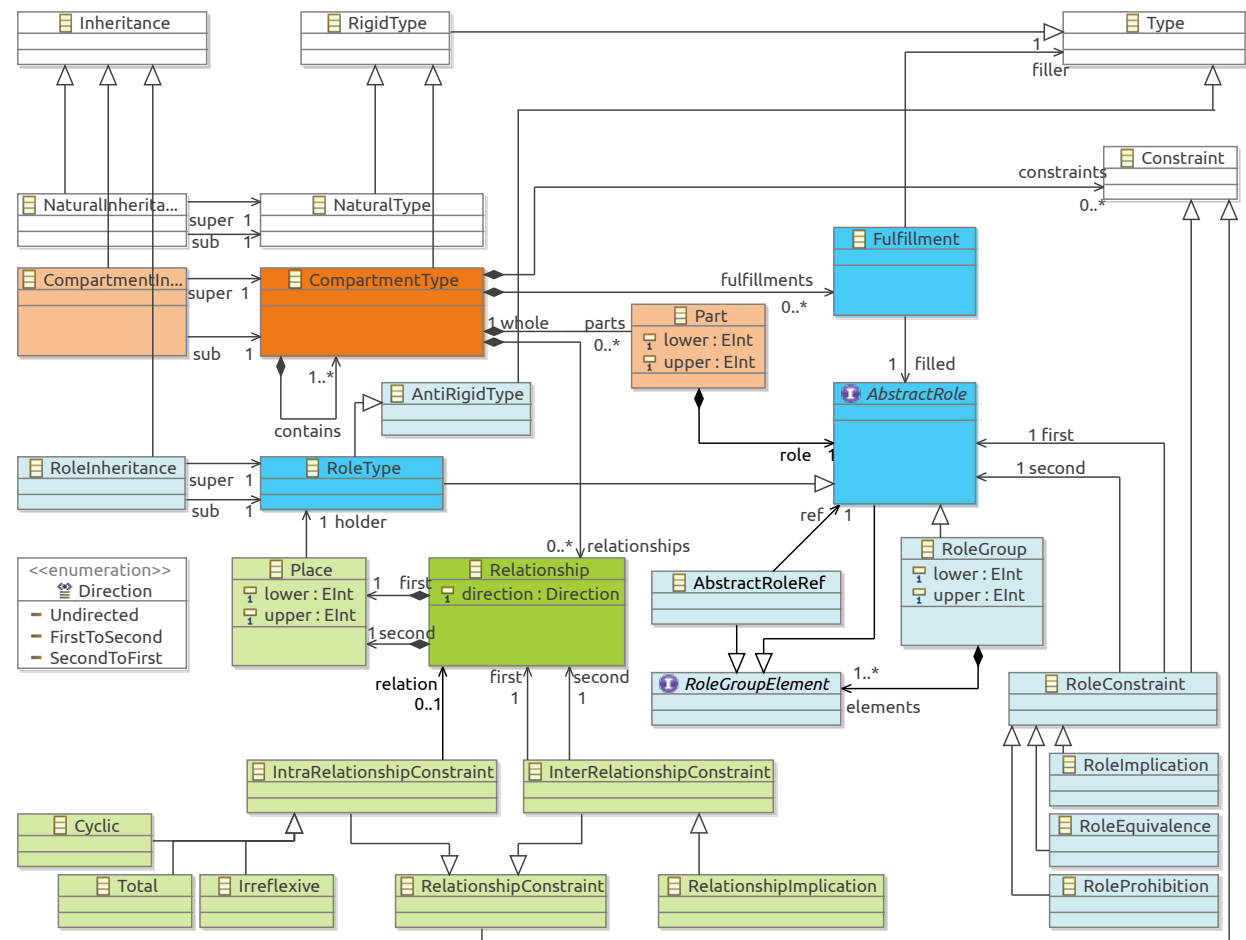 Inheritance
RigidType
Type
1
filler
Constraint
constraints
0..*
NaturalInherita...
super 1
sub 1
NaturalType
Fulfillment
CompartmentIn...
super 1
sub 1
CompartmentType
fulfillments
0..*
1 whole
parts
0..*
Part
lower : EInt
upper : EInt
1..*
contains
1 filled
AntiRigidType
AbstractRole
1 first
role 1
1 second
RoleInheritance
super 1
sub 1
RoleType
1 holder
ref 1
0..* relationships
RoleGroup
lower : EInt
upper : EInt
<<enumeration>>
Direction
Undirected
FirstToSecond
SecondToFirst
Place
lower : EInt
upper : EInt
1 first
1 second
Relationship
direction : Direction
AbstractRoleRef
relation
0..1
first
1
second
1
RoleGroupElement
1..*
elements
RoleConstraint
IntraRelationshipConstraint
InterRelationshipConstraint
RoleImplication
Cyclic
RoleEquivalence
Total
Irreflexive
RelationshipConstraint
RelationshipImplication
RoleProhibition